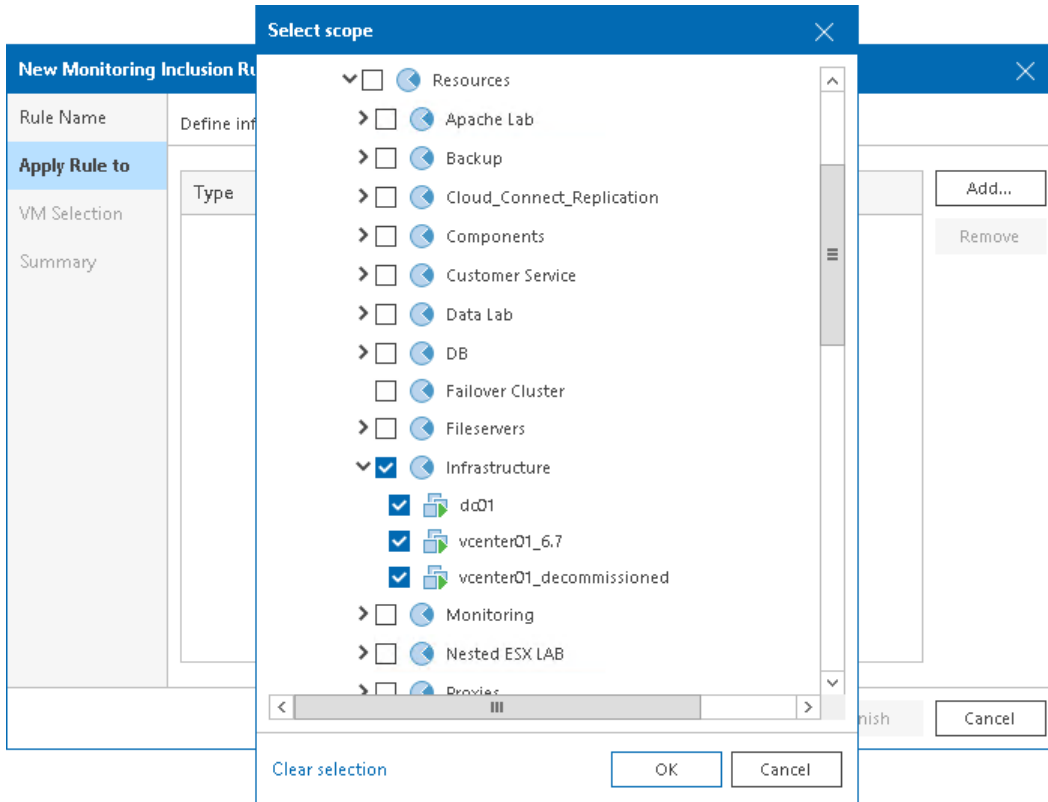 Select scope
New Monitoring Inclusion Ru
Rule Name
Apply Rule to
VM Selection
Summary
Define inf
Type
Add...
Remove
Resources
Apache Lab
Backup
Cloud_Connect_Replication
Components
Customer Service
Data Lab
DB
Failover Cluster
Fileservers
Infrastructure
dc01
vcenter01_6.7
vcenter01_decommissioned
Monitoring
Nested ESX LAB
Proxies
nish
Cancel
Clear selection
OK
Cancel